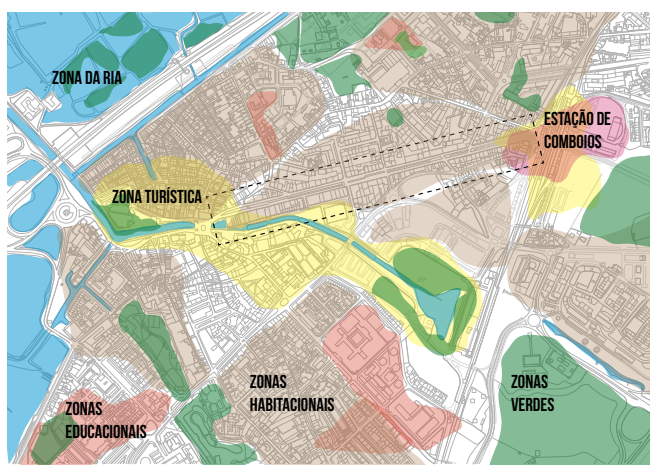 ZONA DA RIA
ESTAÇÃO DE
COMBOIOS
ZONA TURÍSTICA
ZONAS
HABITACIONAIS
ZONAS
VERDES
ZONAS
EDUCACIONAIS